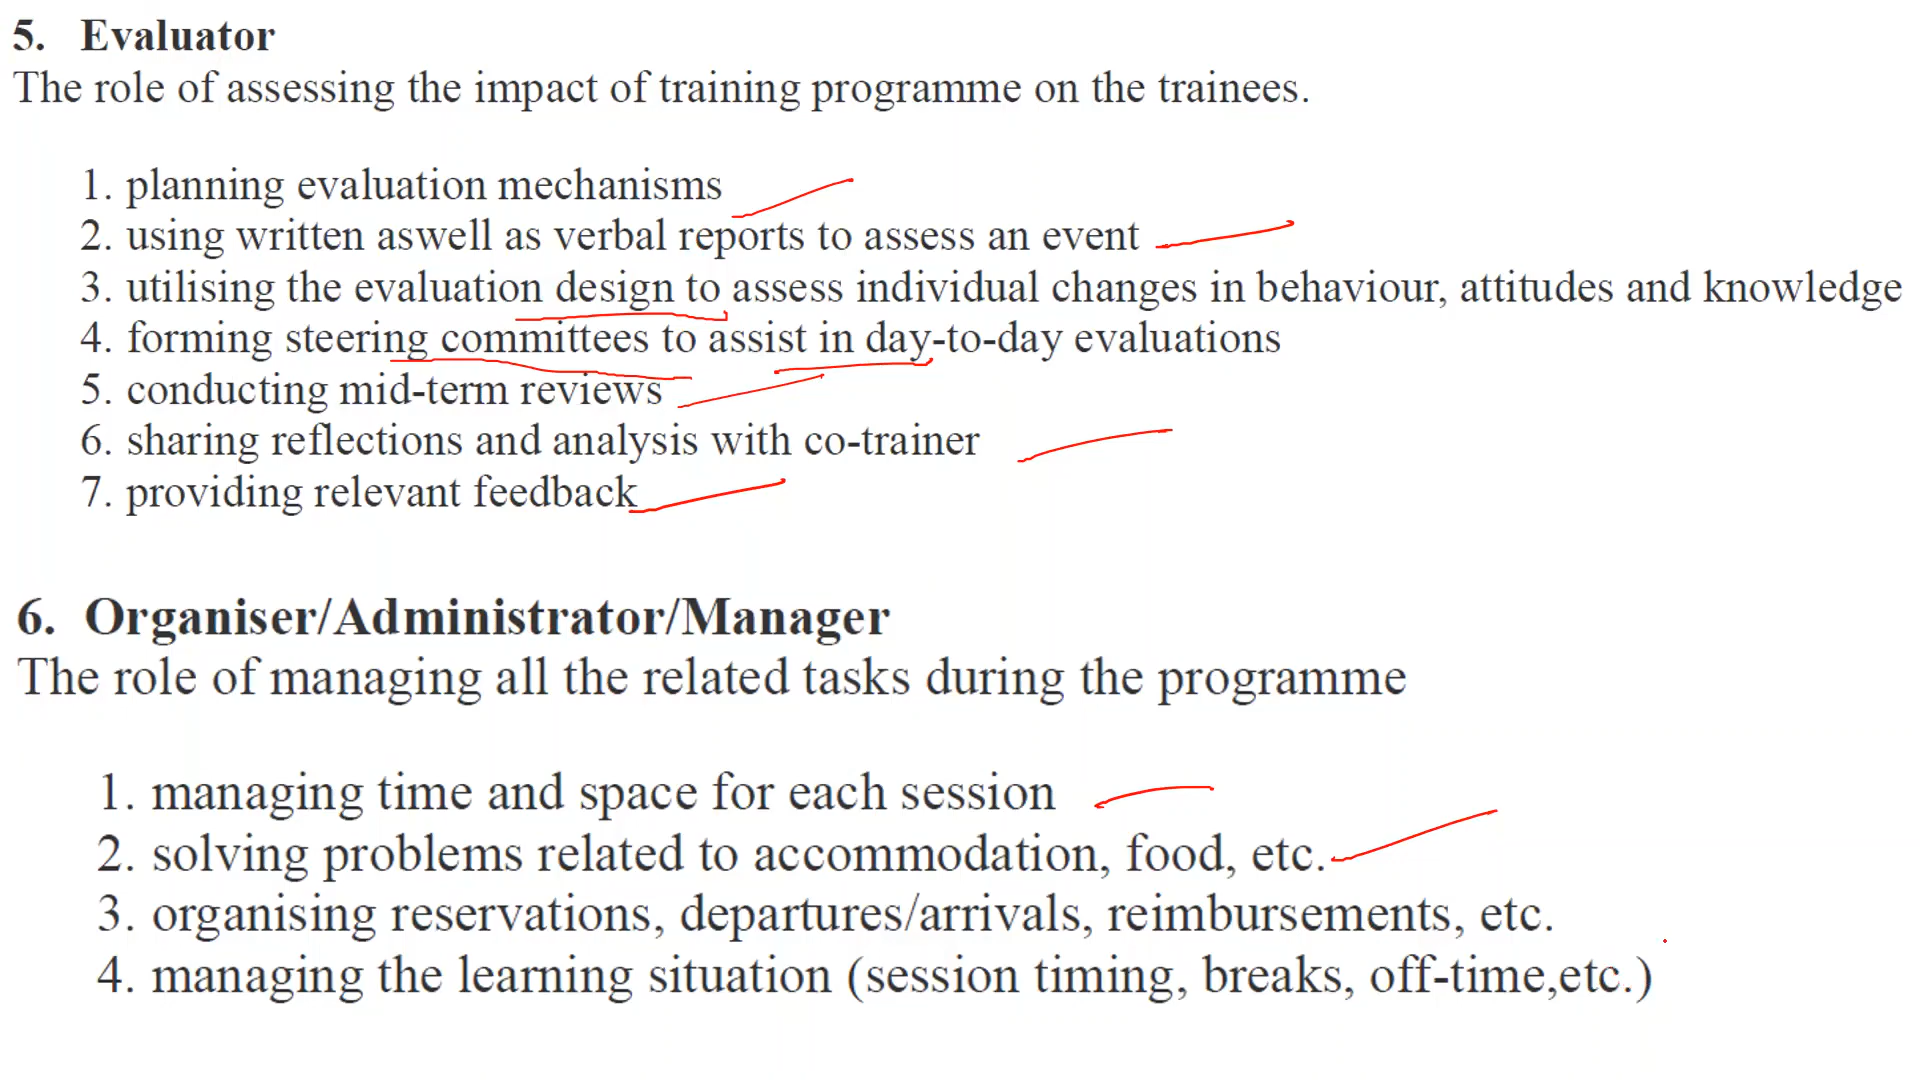 5. Evaluator
The role of assessing the impact of training programme on the trainees.
1. planning evaluation mechanisms
2. using written aswell as verbal reports to assess an event
3. utilising the evaluation design to assess individual changes in behaviour, attitudes and knowledge
4. forming steering committees to assist in day-to-day evaluations
5. conducting mid-term reviews
6. sharing reflections and analysis with co-trainer
7. providing relevant feedback
6. Organiser/Administrator/Manager
The role of managing all the related tasks during the programme
1. managing time and space for each session
2. solving problems related to accommodation, food, etc.
3. organising reservations, departures/arrivals, reimbursements, etc.
4. managing the learning situation (session timing, breaks, off-time,etc.)